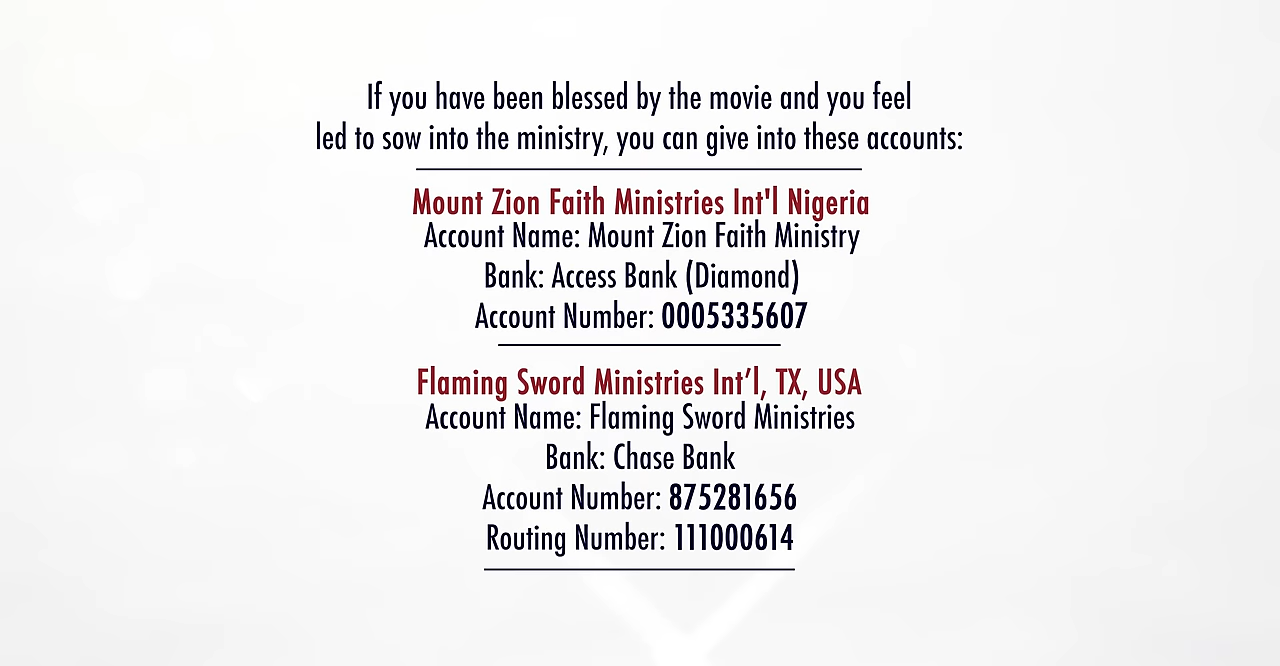 If you have been blessed by the movie and you feel
led to sow into the ministry, you can give into these accounts:
Mount Zion Faith Ministries Int'l Nigeria
Account Name: Mount Zion Faith Ministry
Bank: Access Bank (Diamond)
Account Number: 0005335607
Flaming Sword Ministries Int’l, TX, USA
Account Name: Flaming Sword Ministries
Bank: Chase Bank
Account Number: 875281656
Routing Number: 111000614